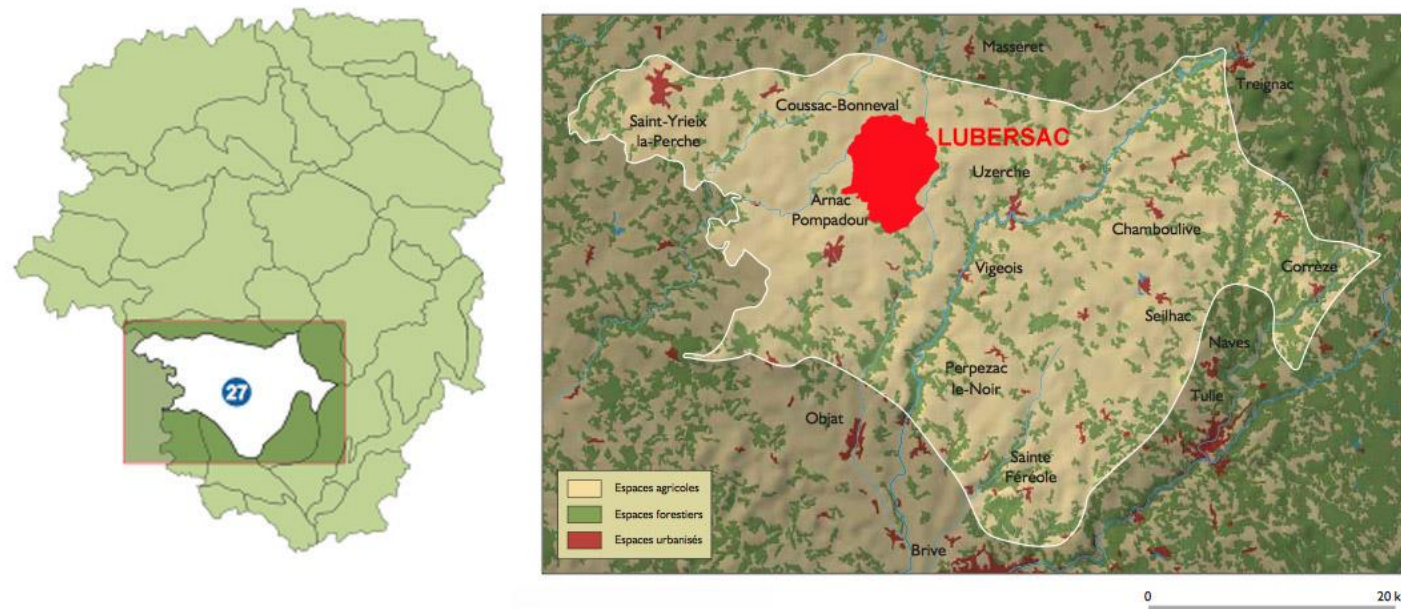 27
Masseret
Treignac
Coussac-Bonneval
Saint-Yrieix
la-Perche
LUBERSAC
Uzerche
Arnac
Pompadour
Chamboulive
Vigeois
Corrèze
Seilhac
Naves
Perpezac
le-Noir
Tulle
Objat
Sainte
Féreole
Espaces agricoles
Espaces forestiers
Espaces urbanisés
Brive
0
20 k